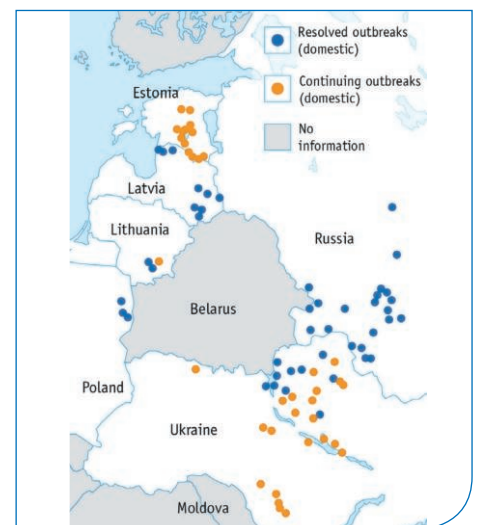 Resolved outbreaks
(domestic)
Continuing outbreaks
(domestic)
No
information
Estonia
Latvia
Lithuania
Russia
Belarus
Poland
Ukraine
Moldova